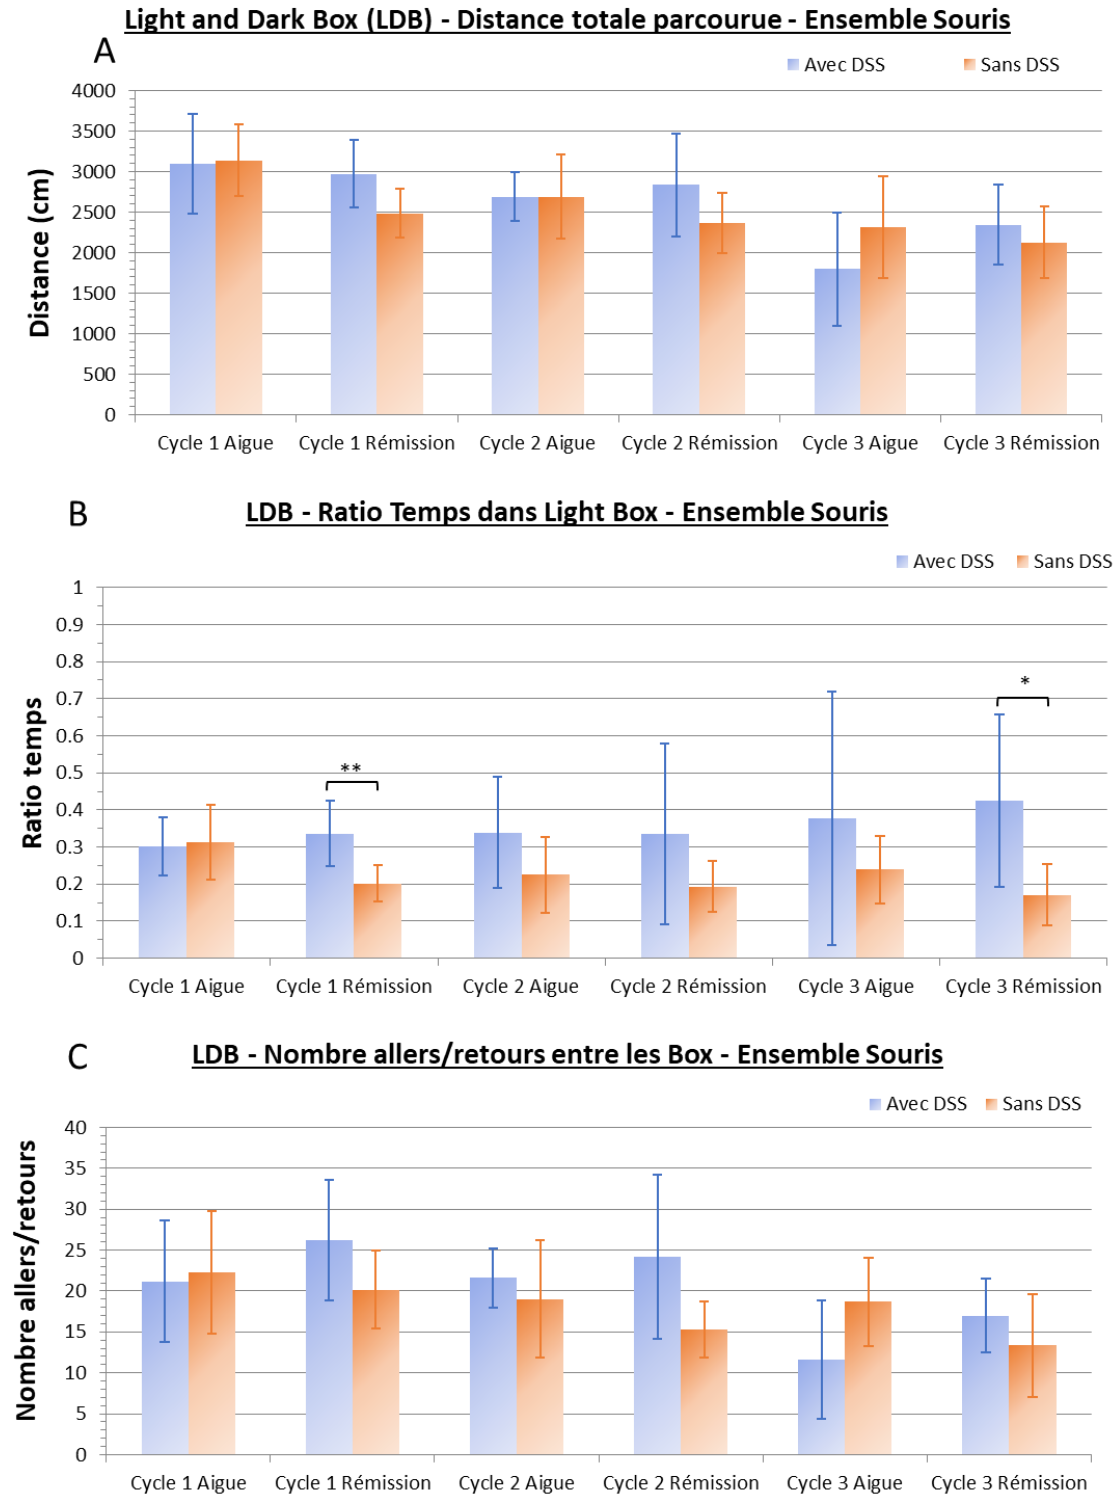 Light and Dark Box (LDB) - Distance totale parcourue - Ensemble Souris
A
Avec DSS Sans DSS
4000
3500
3000
2500
2000
1500
1000
500
0
Distance (cm)
Cycle 1 Aigue Cycle 1 Rémission Cycle 2 Aigue Cycle 2 Rémission Cycle 3 Aigue Cycle 3 Rémission
B
LDB - Ratio Temps dans Light Box - Ensemble Souris
Avec DSS Sans DSS
1
0.9
0.8
0.7
0.6
0.5
0.4
0.3
0.2
0.1
0
Ratio temps
**
*
Cycle 1 Aigue Cycle 1 Rémission Cycle 2 Aigue Cycle 2 Rémission Cycle 3 Aigue Cycle 3 Rémission
C
LDB - Nombre allers/retours entre les Box - Ensemble Souris
Avec DSS Sans DSS
40
35
30
25
20
15
10
5
0
Nombre allers/retours
Cycle 1 Aigue Cycle 1 Rémission Cycle 2 Aigue Cycle 2 Rémission Cycle 3 Aigue Cycle 3 Rémission